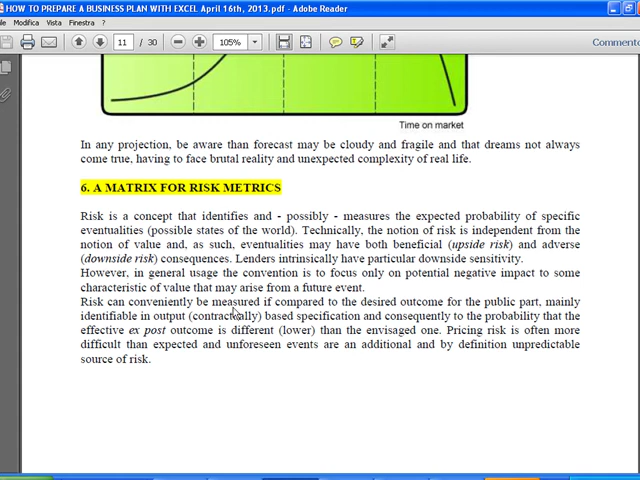 HOW TO PREPARE A BUSINESS PLAN WITH EXCEL April 16th, 2013.pdf - Adobe Reader
Modifica Vista Finestra ?
11 / 30 105% Commento
Time on market
In any projection, be aware than forecast may be cloudy and fragile and that dreams not always
come true, having to face brutal reality and unexpected complexity of real life.
6. A MATRIX FOR RISK METRICS
Risk is a concept that identifies and - possibly - measures the expected probability of specific
eventualities (possible states of the world). Technically, the notion of risk is independent from the
notion of value and, as such, eventualities may have both beneficial (upside risk) and adverse
(downside risk) consequences. Lenders intrinsically have particular downside sensitivity.
However, in general usage the convention is to focus only on potential negative impact to some
characteristic of value that may arise from a future event.
Risk can conveniently be measured if compared to the desired outcome for the public part, mainly
identifiable in output (contractually) based specification and consequently to the probability that the
effective ex post outcome is different (lower) than the envisaged one. Pricing risk is often more
difficult than expected and unforeseen events are an additional and by definition unpredictable
source of risk.